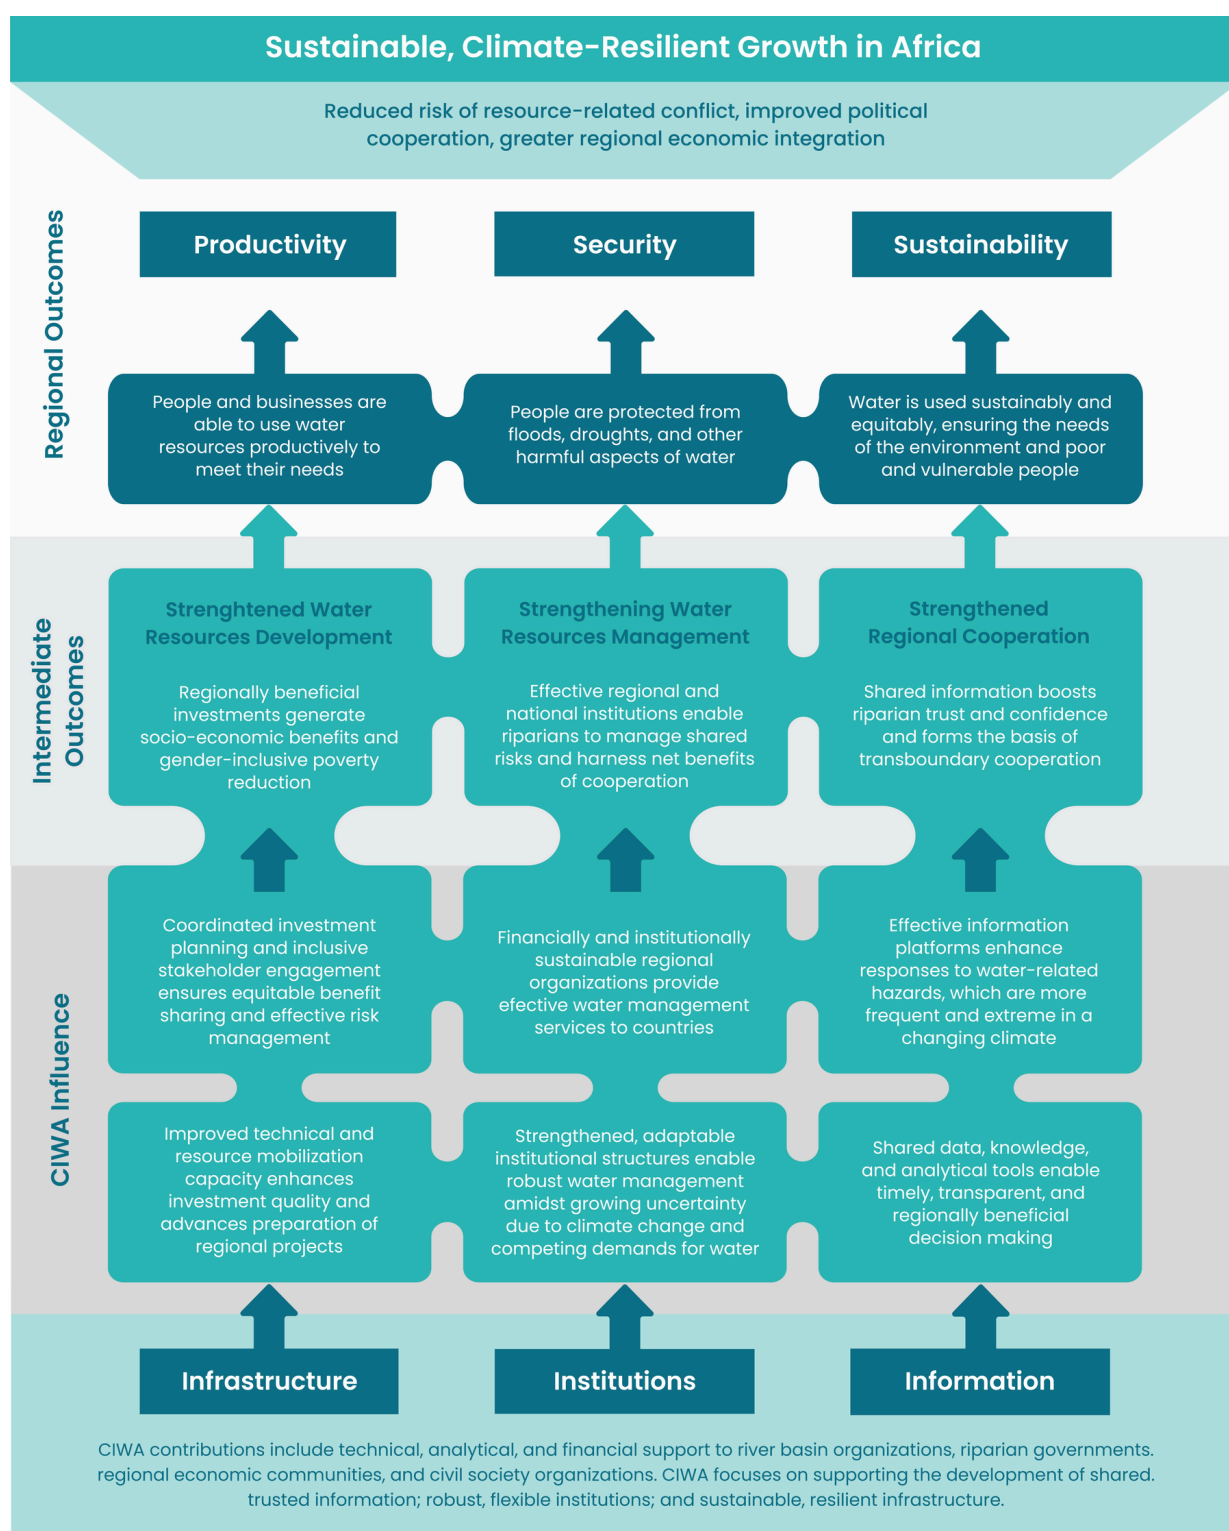 Sustainable, Climate-Resilient Growth in Africa
Reduced risk of resource-related conflict, improved political
cooperation, greater regional economic integration
Regional Outcomes
Productivity
Security
Sustainability
People and businesses are
able to use water
resources productively to
meet their needs
People are protected from
floods, droughts, and other
harmful aspects of water
Water is used sustainably and
equitably, ensuring the needs
of the environment and poor
and vulnerable people
Intermediate
Outcomes
Strenghtened Water
Resources Development
Regionally beneficial
investments generate
socio-economic benefits and
gender-inclusive poverty
reduction
Strengthening Water
Resources Management
Effective regional and
national institutions enable
riparians to manage shared
risks and harness net benefits
of cooperation
Strengthened
Regional Cooperation
Shared information boosts
riparian trust and confidence
and forms the basis of
transboundary cooperation
CIWA Influence
Coordinated investment
planning and inclusive
stakeholder engagement
ensures equitable benefit
sharing and effective risk
management
Financially and institutionally
sustainable regional
organizations provide
efective water management
services to countries
Effective information
platforms enhance
responses to water-related
hazards, which are more
frequent and extreme in a
changing climate
Improved technical and
resource mobilization
capacity enhances
investment quality and
advances preparation of
regional projects
Strengthened, adaptable
institutional structures enable
robust water management
amidst growing uncertainty
due to climate change and
competing demands for water
Shared data, knowledge,
and analytical tools enable
timely, transparent, and
regionally beneficial
decision making
Infrastructure
Institutions
Information
CIWA contributions include technical, analytical, and financial support to river basin organizations, riparian governments.
regional economic communities, and civil society organizations. CIWA focuses on supporting the development of shared.
trusted information; robust, flexible institutions; and sustainable, resilient infrastructure.